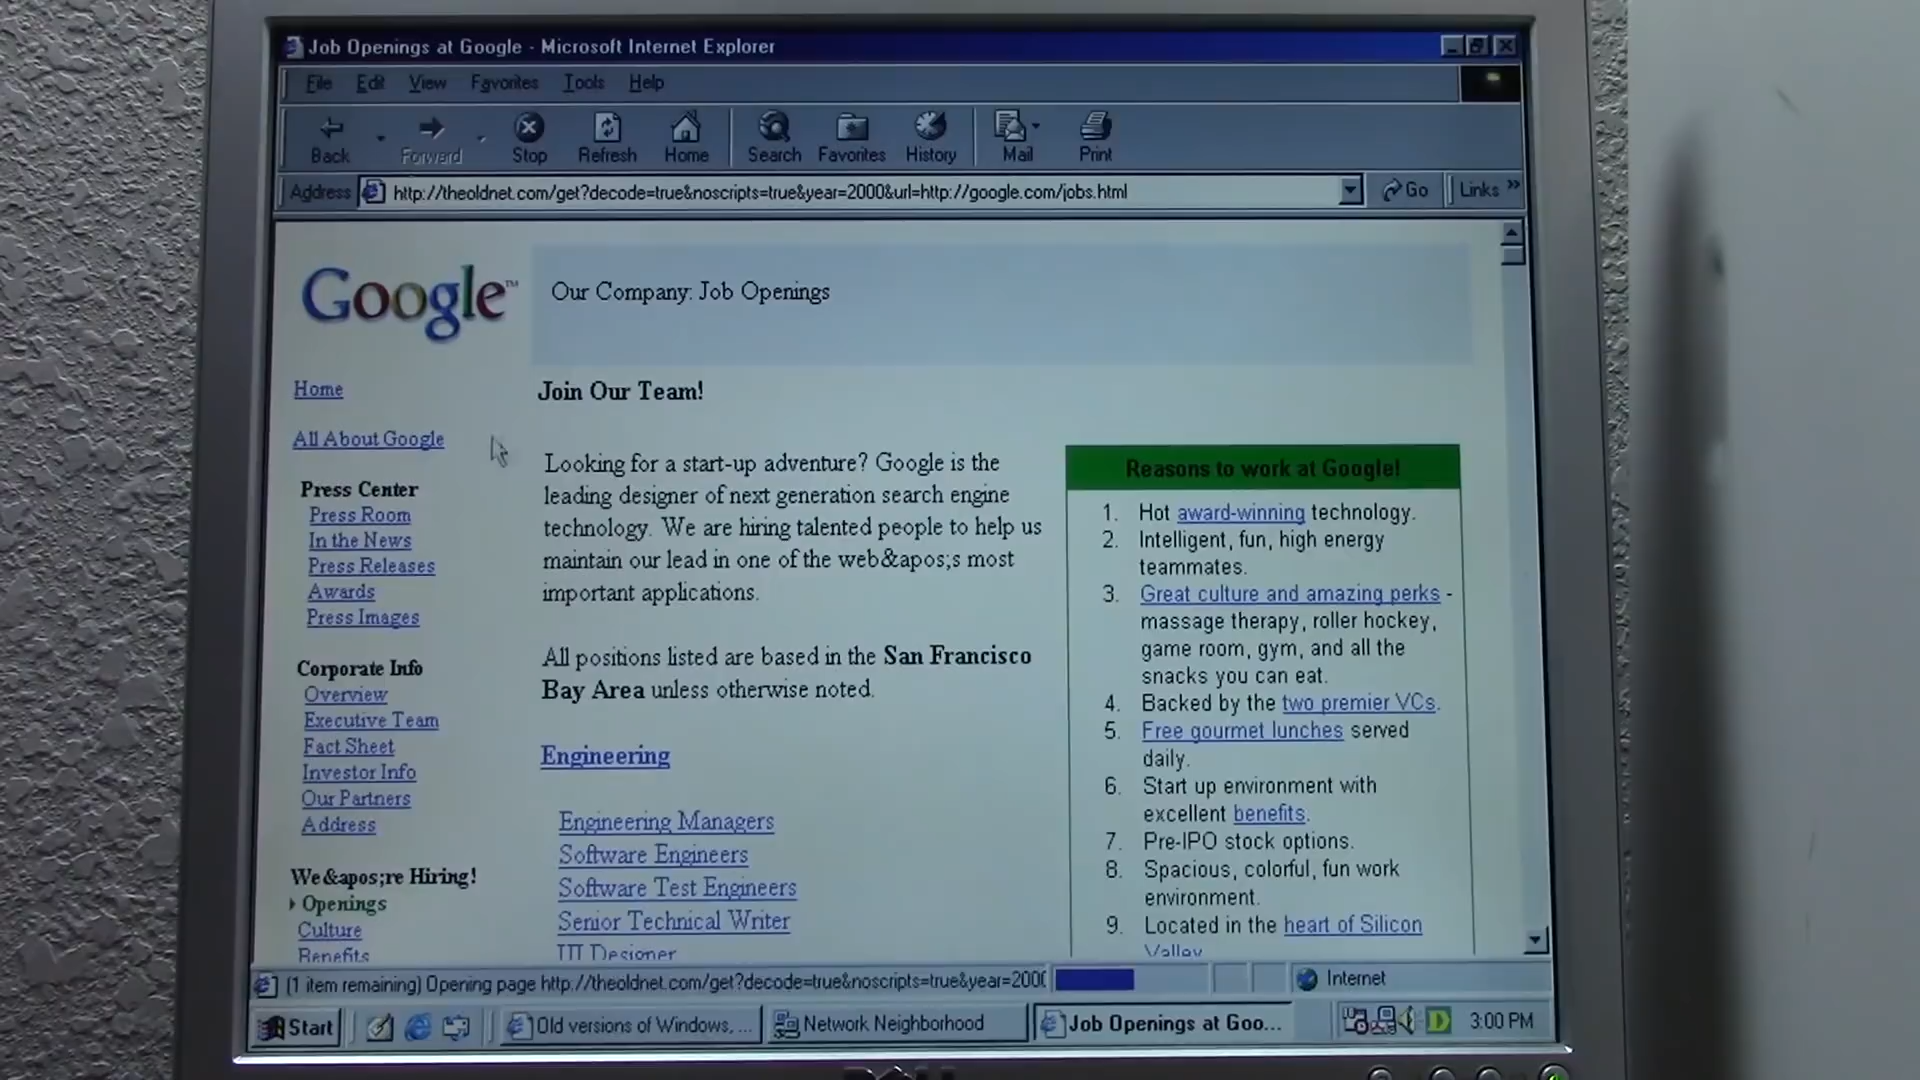 Job Openings at Google - Microsoft Internet Explorer
File Edit View Favorites Tools Help
Back Forward Stop Refresh Home Search Favorites History Mail Print
Address http://theoldnet.com/get?decode=true&noscripts=true&year=2000&url=http://google.com/jobs.html Go Links »
Google™
Our Company: Job Openings
Home
All About Google
Press Center
Press Room
In the News
Press Releases
Awards
Press Images
Corporate Info
Overview
Executive Team
Fact Sheet
Investor Info
Our Partners
Address
We&apos;re Hiring!
Openings
Culture
Benefits
Join Our Team!
Looking for a start-up adventure? Google is the
leading designer of next generation search engine
technology. We are hiring talented people to help us
maintain our lead in one of the web&apos;s most
important applications.
All positions listed are based in the San Francisco
Bay Area unless otherwise noted.
Engineering
Engineering Managers
Software Engineers
Software Test Engineers
Senior Technical Writer
UI Designer
Reasons to work at Google!
1. Hot award-winning technology.
2. Intelligent, fun, high energy
teammates.
3. Great culture and amazing perks -
massage therapy, roller hockey,
game room, gym, and all the
snacks you can eat.
4. Backed by the two premier VCs.
5. Free gourmet lunches served
daily.
6. Start up environment with
excellent benefits.
7. Pre-IPO stock options.
8. Spacious, colorful, fun work
environment.
9. Located in the heart of Silicon
Valley
(1 item remaining) Opening page http://theoldnet.com/get?decode=true&noscripts=true&year=2000 Internet
Start Old versions of Windows, ... Network Neighborhood Job Openings at Goo... D 3:00 PM